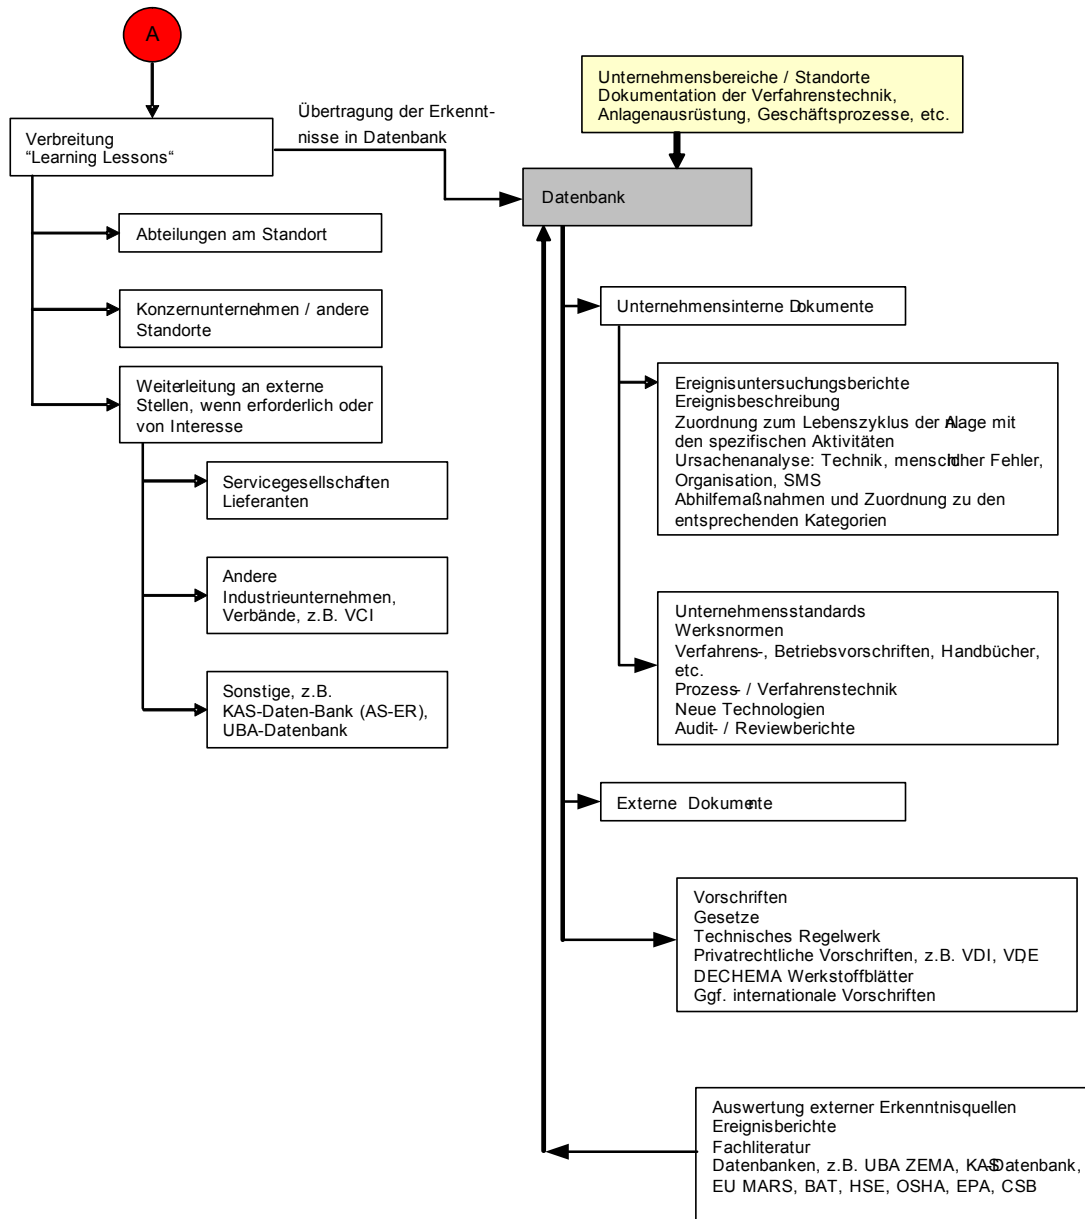 A
Verbreitung
“Learning Lessons“
Übertragung der Erkennt-
nisse in Datenbank
Unternehmensbereiche / Standorte
Dokumentation der Verfahrenstechnik,
Anlagenausrüstung, Geschäftsprozesse, etc.
Datenbank
Abteilungen am Standort
Konzernunternehmen / andere
Standorte
Weiterleitung an externe
Stellen, wenn erforderlich oder
von Interesse
Servicegesellschaften
Lieferanten
Andere
Industrieunternehmen,
Verbände, z.B. VCI
Sonstige, z.B.
KAS-Daten-Bank (AS-ER),
UBA-Datenbank
Unternehmensinterne Dokumente
Ereignisuntersuchungsberichte
Ereignisbeschreibung
Zuordnung zum Lebenszyklus der Anlage mit
den spezifischen Aktivitäten
Ursachenanalyse: Technik, menschlicher Fehler,
Organisation, SMS
Abhilfemaßnahmen und Zuordnung zu den
entsprechenden Kategorien
Unternehmensstandards
Werksnormen
Verfahrens-, Betriebsvorschriften, Handbücher,
etc.
Prozess- / Verfahrenstechnik
Neue Technologien
Audit- / Reviewberichte
Externe Dokumente
Vorschriften
Gesetze
Technisches Regelwerk
Privatrechtliche Vorschriften, z.B. VDI, VDE,
DECHEMA Werkstoffblätter
Ggf. internationale Vorschriften
Auswertung externer Erkenntnisquellen
Ereignisberichte
Fachliteratur
Datenbanken, z.B. UBA ZEMA, KAS-Datenbank,
EU MARS, BAT, HSE, OSHA, EPA, CSB